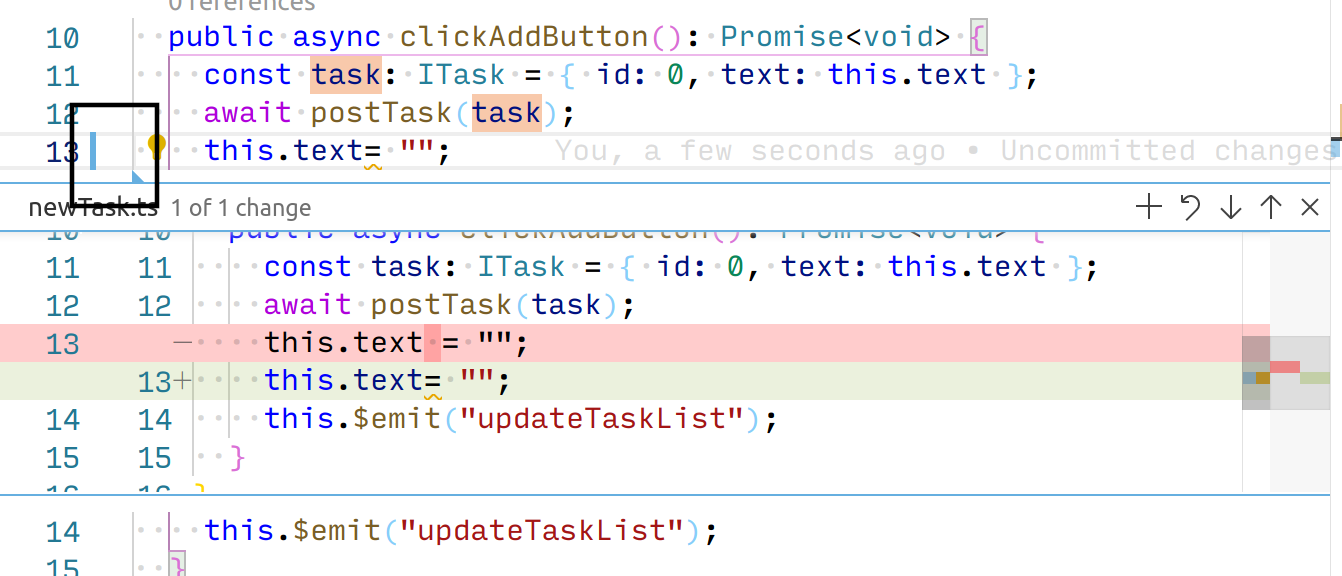 0 references
10 public async clickAddButton(): Promise<void> {
11 const task: ITask = { id: 0, text: this.text };
12 await postTask(task);
13 this.text= ""; You, a few seconds ago • Uncommitted changes
newTask.ts 1 of 1 change
10 10 public async clickAddButton(): Promise<void> {
11 11 const task: ITask = { id: 0, text: this.text };
12 12 await postTask(task);
13 — this.text = "";
13+ this.text= "";
14 14 this.$emit("updateTaskList");
15 15 }
16 16 }
14 this.$emit("updateTaskList");
15 }